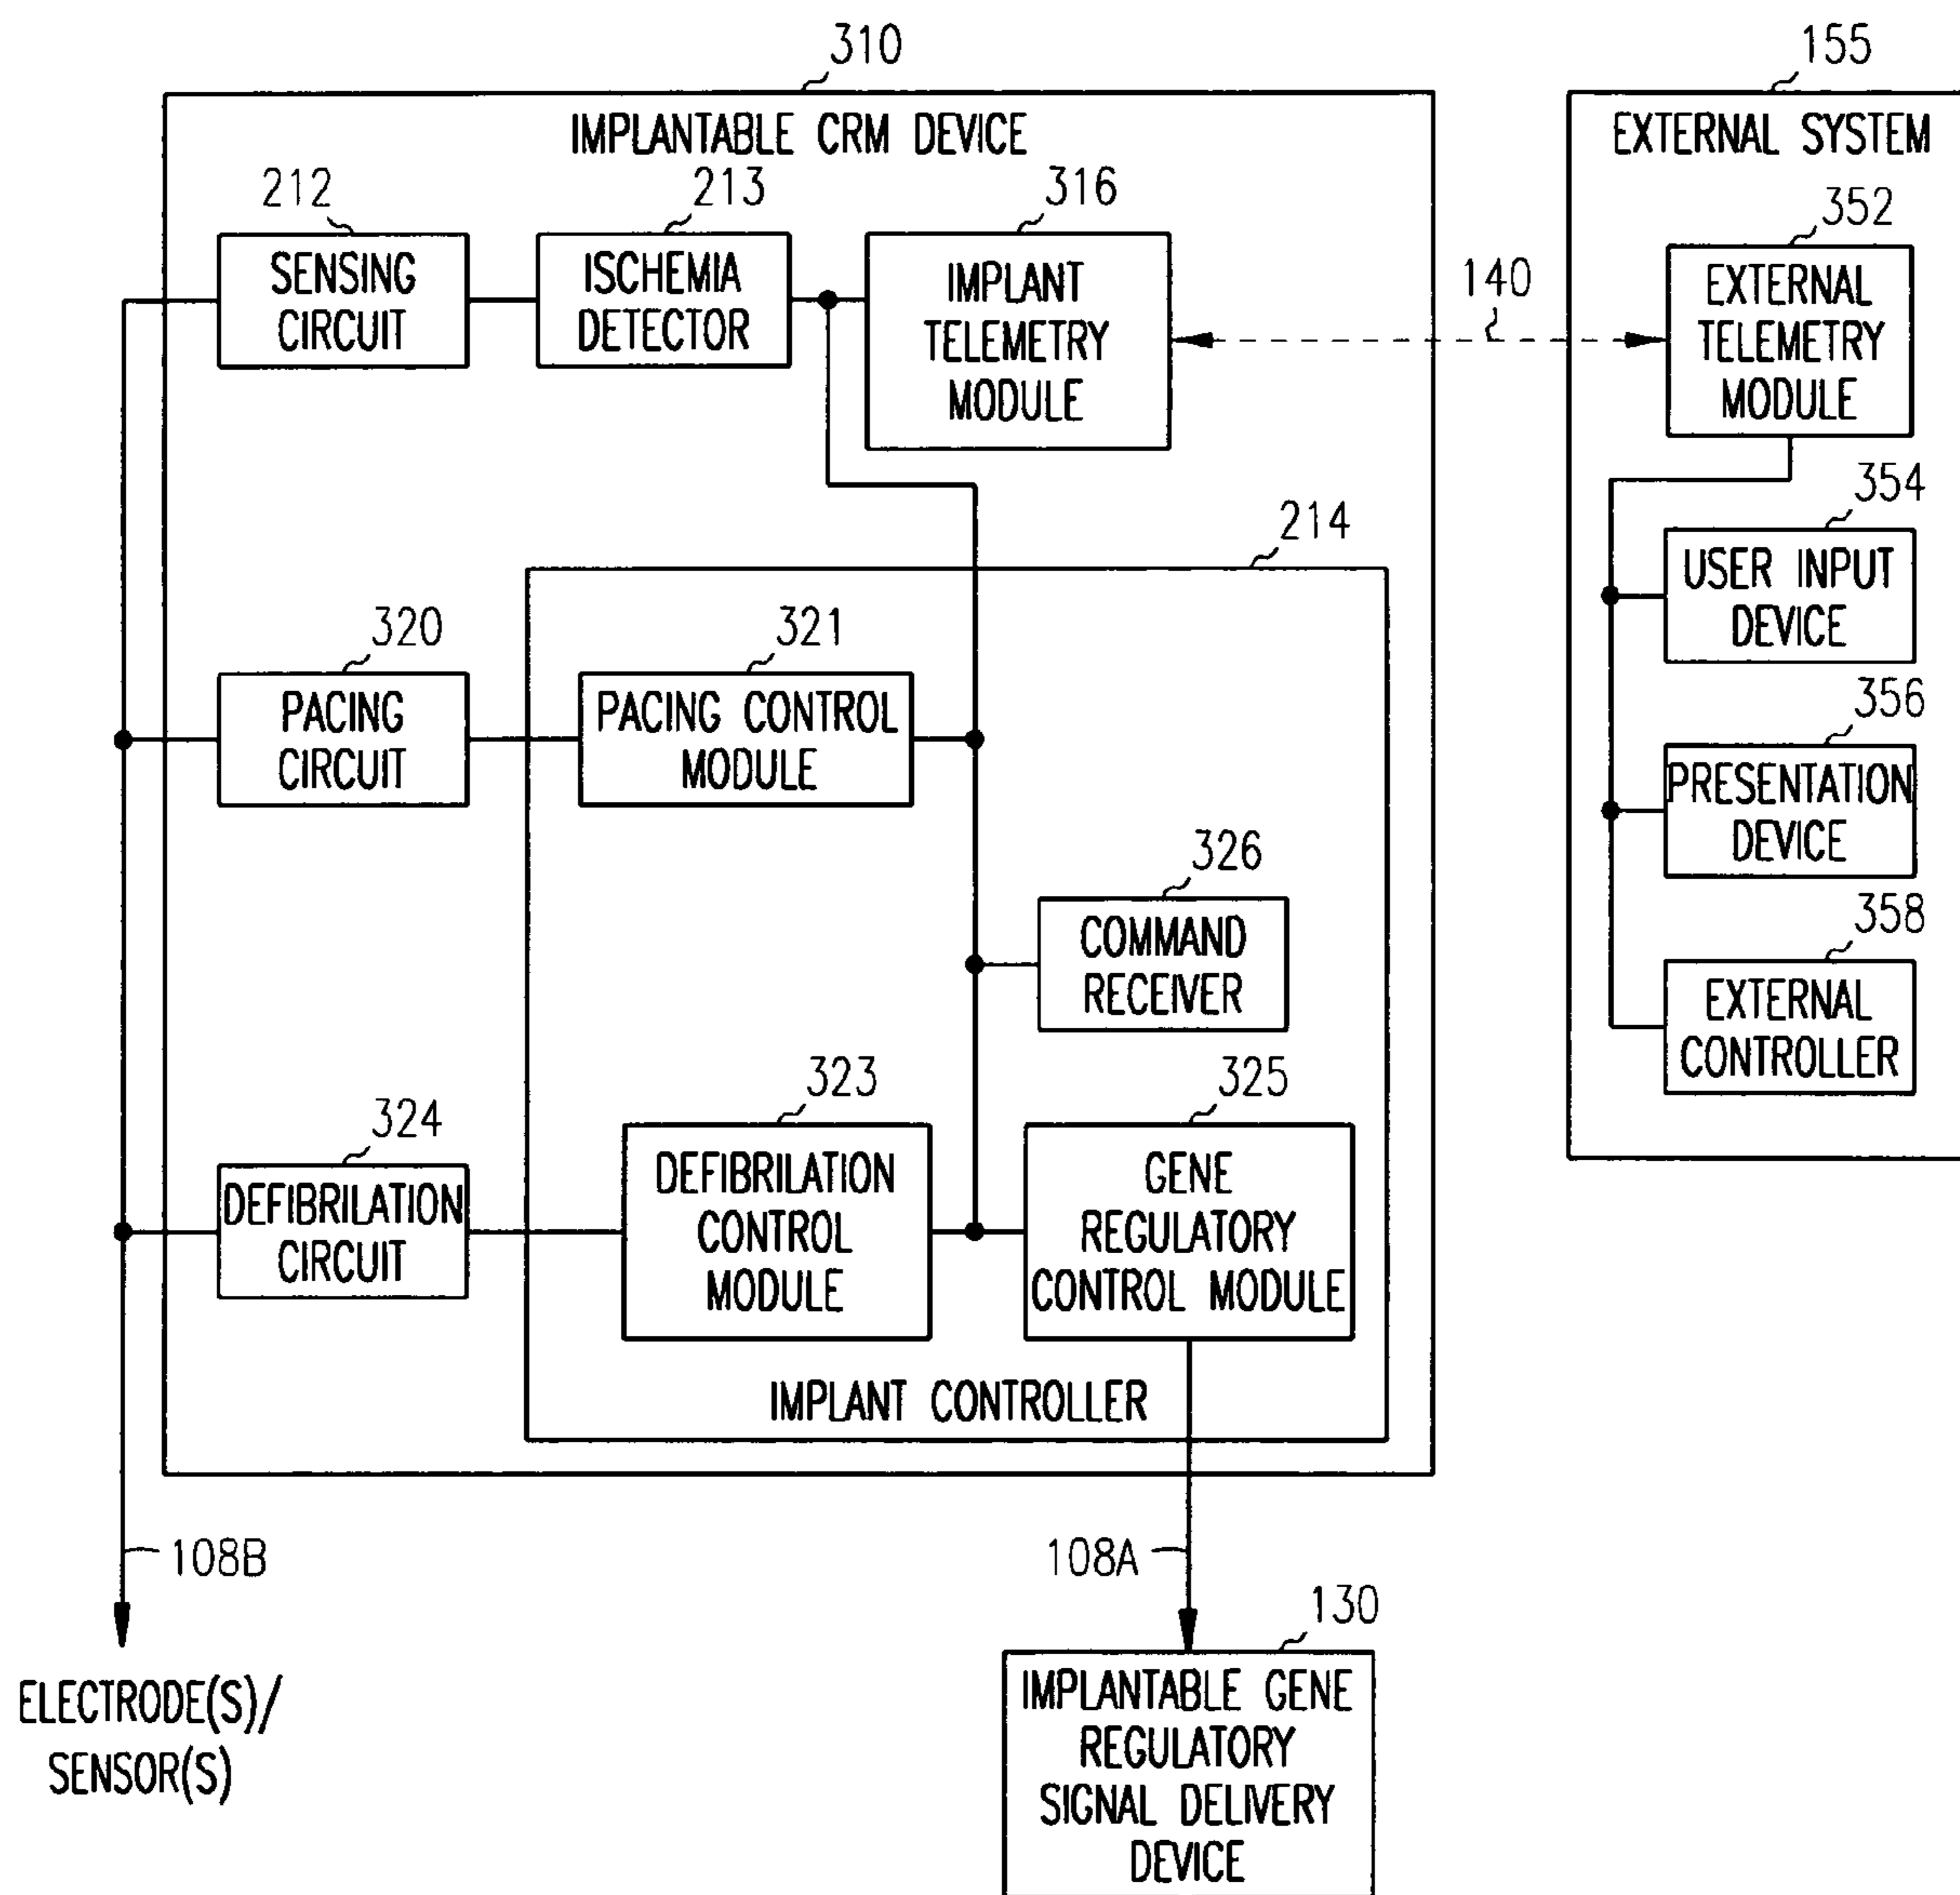 310
155
IMPLANTABLE CRM DEVICE
EXTERNAL SYSTEM
212
213
316
352
SENSING
CIRCUIT
ISCHEMIA
DETECTOR
IMPLANT
TELEMETRY
MODULE
140
EXTERNAL
TELEMETRY
MODULE
354
USER INPUT
DEVICE
214
320
321
PACING
CIRCUIT
PACING CONTROL
MODULE
356
PRESENTATION
DEVICE
326
COMMAND
RECEIVER
358
EXTERNAL
CONTROLLER
324
323
325
DEFIBRILATION
CIRCUIT
DEFIBRILATION
CONTROL
MODULE
GENE
REGULATORY
CONTROL MODULE
IMPLANT CONTROLLER
108B
108A
130
ELECTRODE(S)/
SENSOR(S)
IMPLANTABLE GENE
REGULATORY
SIGNAL DELIVERY
DEVICE